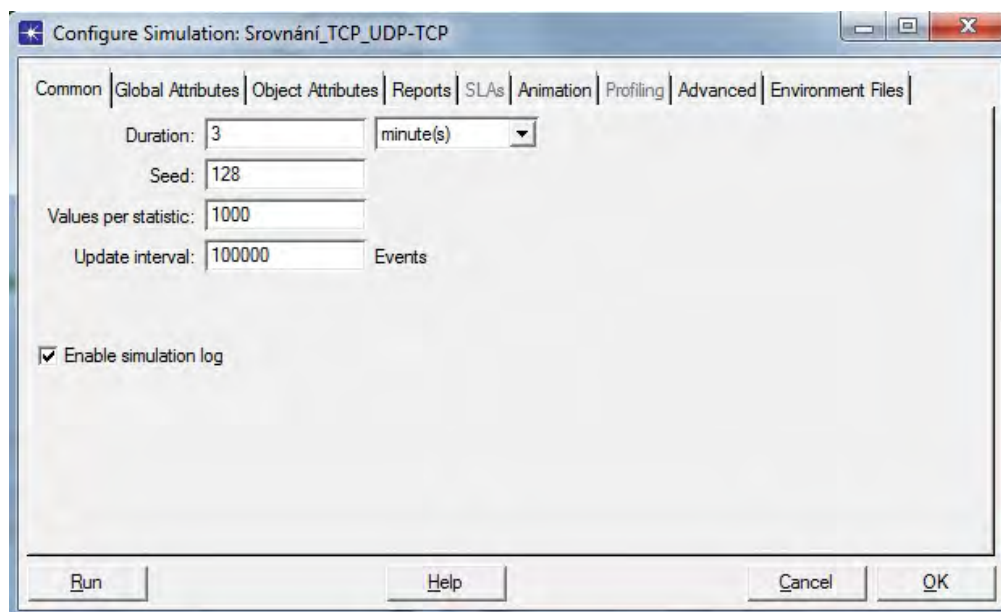 Configure Simulation: Srovnání_TCP_UDP-TCP
Common Global Attributes Object Attributes Reports SLAs Animation Profiling Advanced Environment Files
Duration: 3 minute(s)
Seed: 128
Values per statistic: 1000
Update interval: 100000 Events
Enable simulation log
Run Help Cancel OK